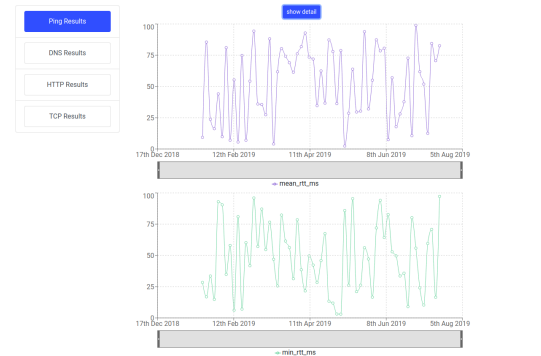 Ping Results
DNS Results
HTTP Results
TCP Results
show detail
100
75
50
25
0
17th Dec 2018 12th Feb 2019 11th Apr 2019 8th Jun 2019 5th Aug 2019
mean_rtt_ms
100
75
50
25
0
17th Dec 2018 12th Feb 2019 11th Apr 2019 8th Jun 2019 5th Aug 2019
min_rtt_ms